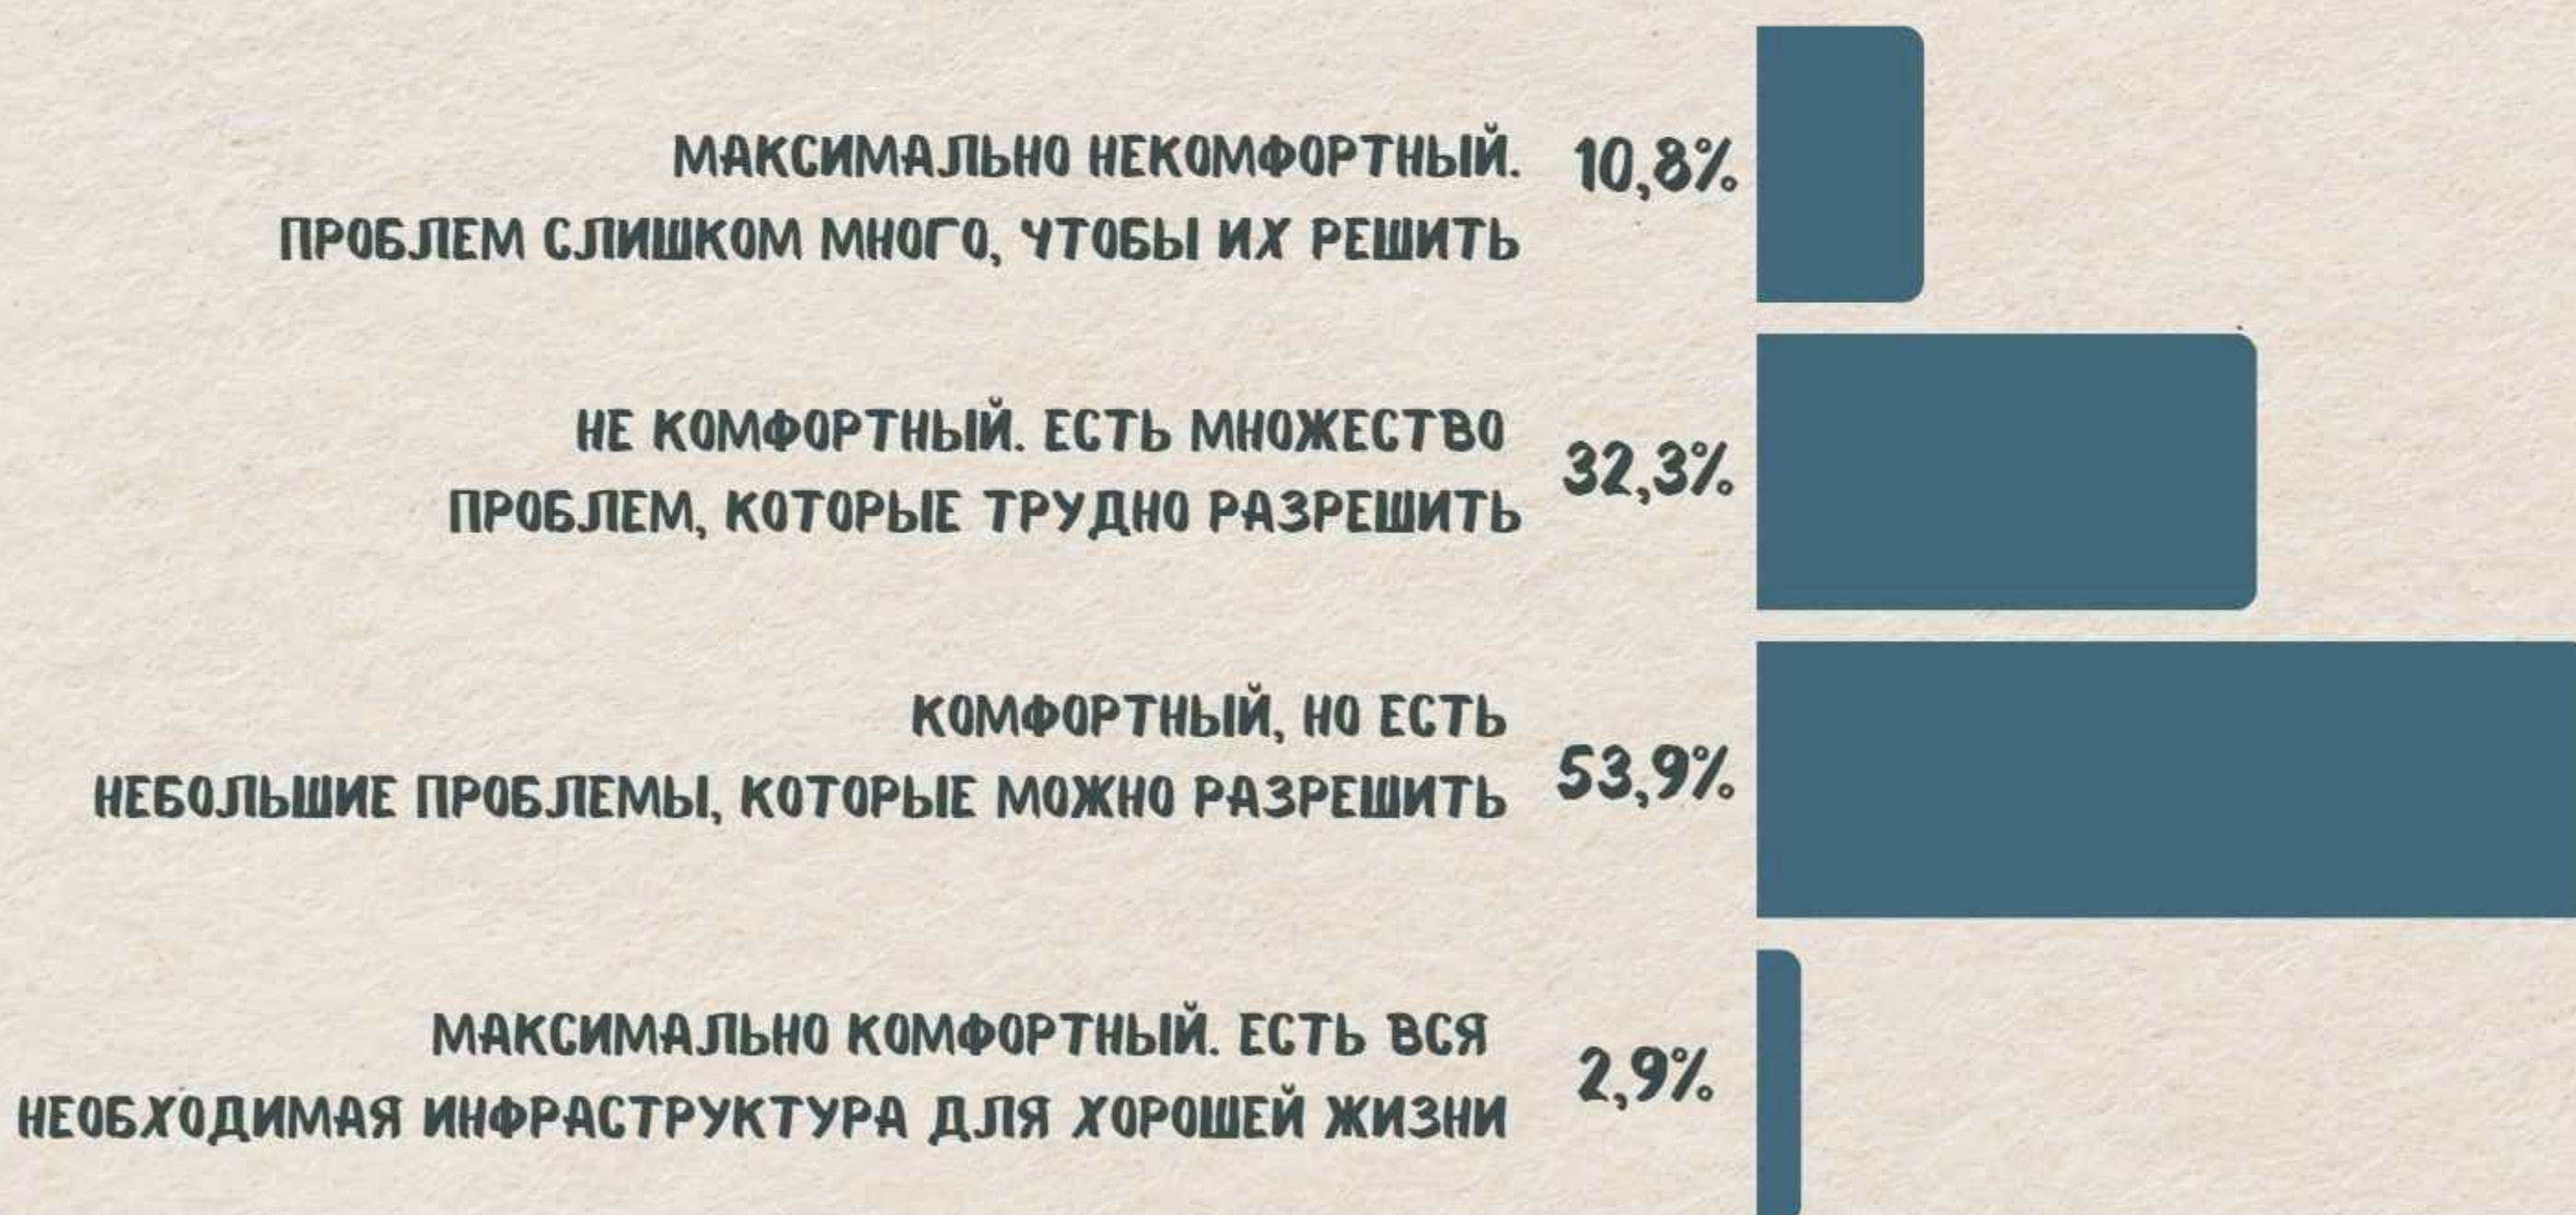 МАКСИМАЛЬНО НЕКОМФОРТНЫЙ.
ПРОБЛЕМ СЛИШКОМ МНОГО, ЧТОБЫ ИХ РЕШИТЬ
10,8%
НЕ КОМФОРТНЫЙ. ЕСТЬ МНОЖЕСТВО
ПРОБЛЕМ, КОТОРЫЕ ТРУДНО РАЗРЕШИТЬ
32,3%
КОМФОРТНЫЙ, НО ЕСТЬ
НЕБОЛЬШИЕ ПРОБЛЕМЫ, КОТОРЫЕ МОЖНО РАЗРЕШИТЬ
53,9%
МАКСИМАЛЬНО КОМФОРТНЫЙ. ЕСТЬ ВСЯ
НЕОБХОДИМАЯ ИНФРАСТРУКТУРА ДЛЯ ХОРОШЕЙ ЖИЗНИ
2,9%